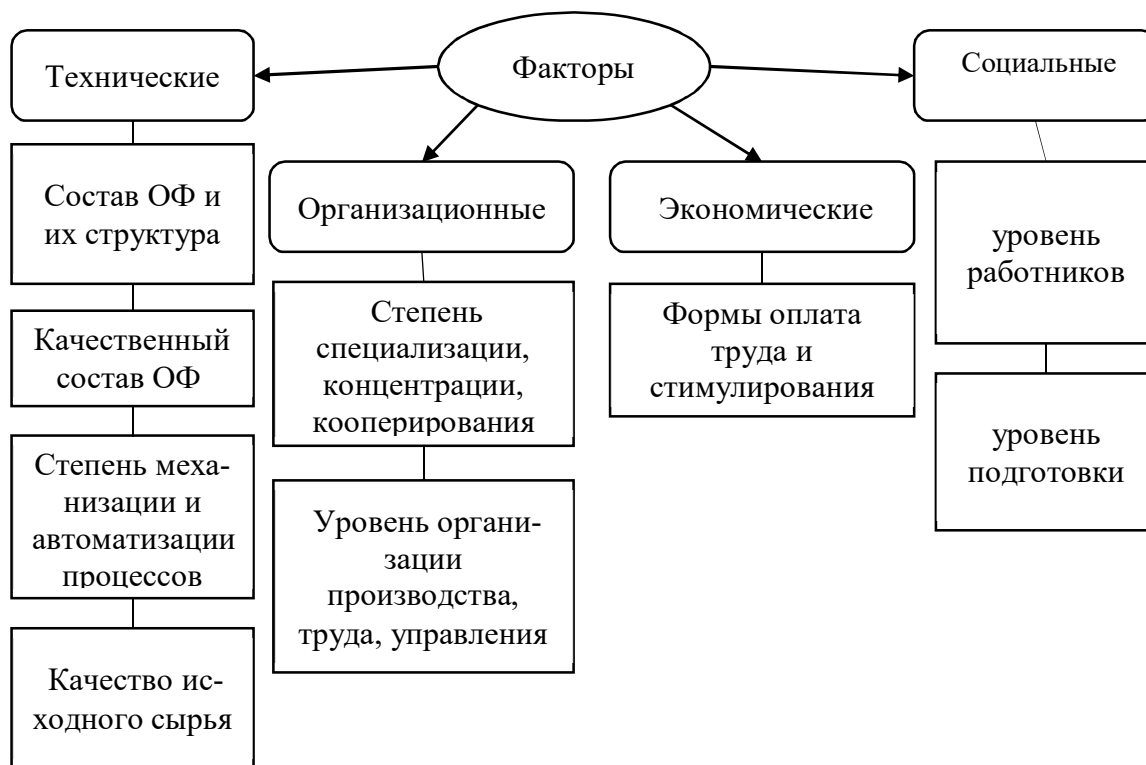 Факторы
Технические
Состав ОФ и
их структура
Качественный
состав ОФ
Степень меха-
низации и
автоматизации
процессов
Качество ис-
ходного сырья
Организационные
Степень
специализации,
концентрации,
кооперирования
Уровень органи-
зации
производства,
труда, управления
Экономические
Формы оплата
труда и
стимулирования
Социальные
уровень
работников
уровень
подготовки